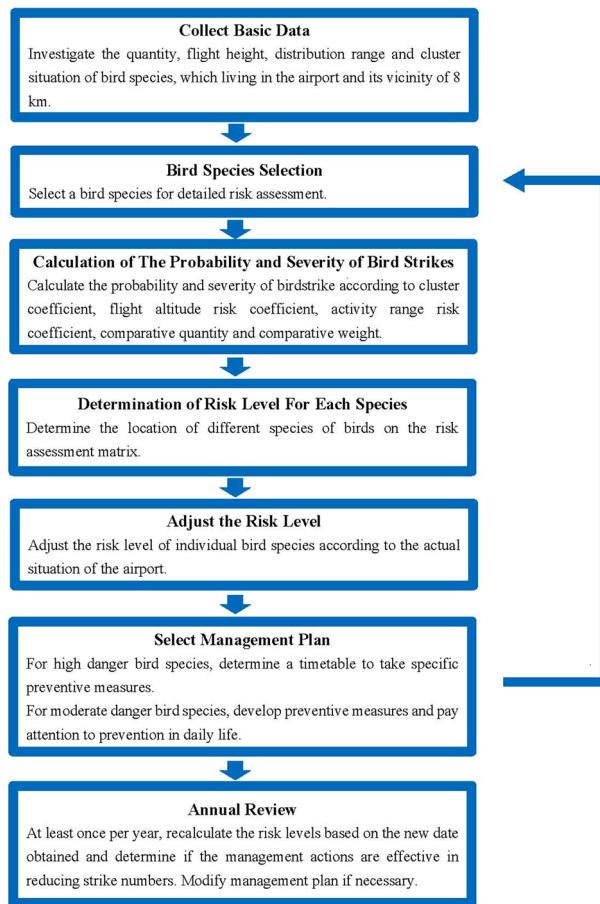 Collect Basic Data
Investigate the quantity, flight height, distribution range and cluster
situation of bird species, which living in the airport and its vicinity of 8
km.
Bird Species Selection
Select a bird species for detailed risk assessment.
Calculation of The Probability and Severity of Bird Strikes
Calculate the probability and severity of birdstrike according to cluster
coefficient, flight altitude risk coefficient, activity range risk
coefficient, comparative quantity and comparative weight.
Determination of Risk Level For Each Species
Determine the location of different species of birds on the risk
assessment matrix.
Adjust the Risk Level
Adjust the risk level of individual bird species according to the actual
situation of the airport.
Select Management Plan
For high danger bird species, determine a timetable to take specific
preventive measures.
For moderate danger bird species, develop preventive measures and pay
attention to prevention in daily life.
Annual Review
At least once per year, recalculate the risk levels based on the new date
obtained and determine if the management actions are effective in
reducing strike numbers. Modify management plan if necessary.